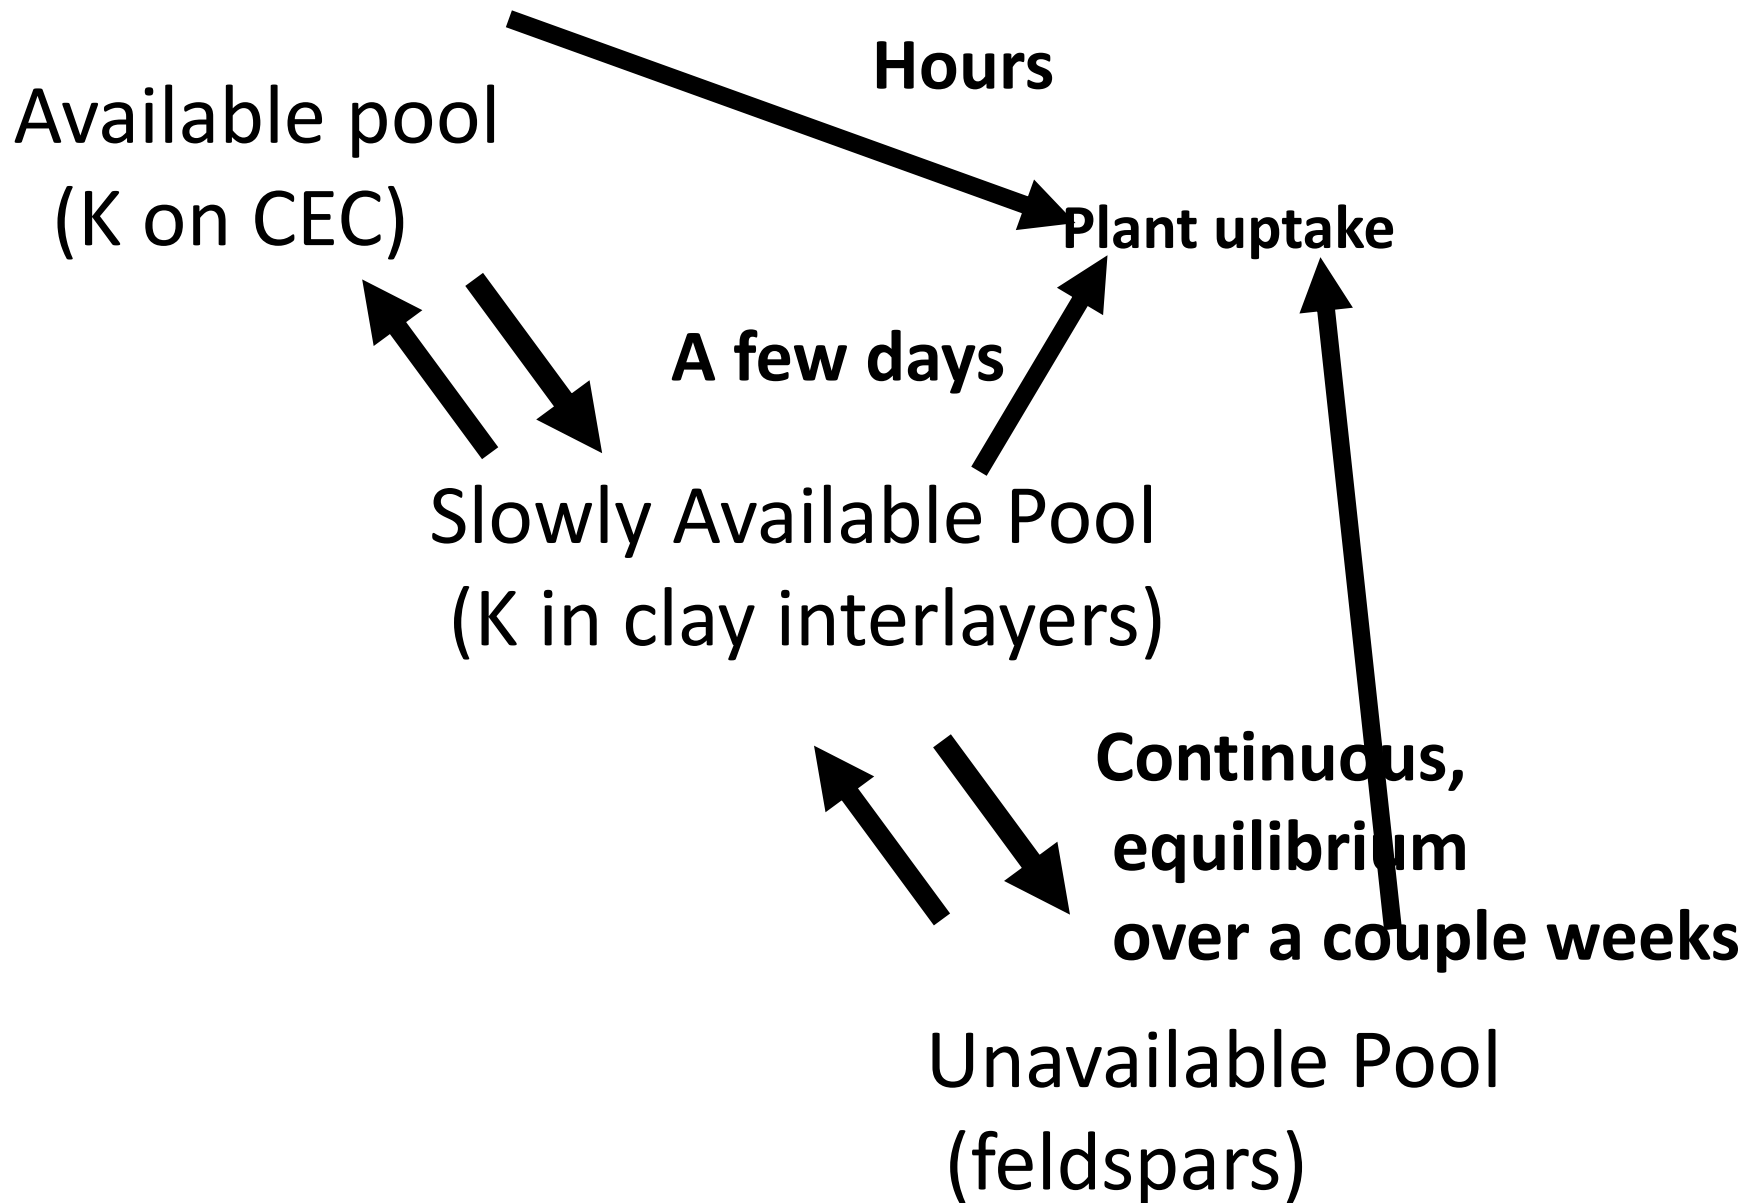 Hours
Available pool
(K on CEC)
Plant uptake
A few days
Slowly Available Pool
(K in clay interlayers)
Continuous,
equilibrium
over a couple weeks
Unavailable Pool
(feldspars)